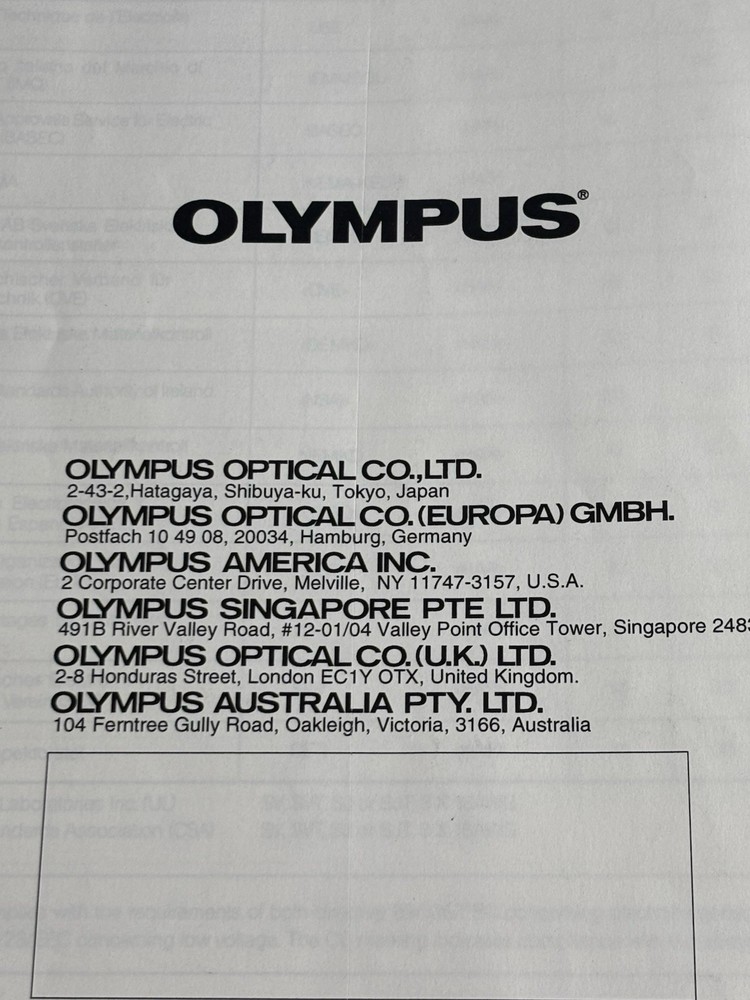 OLYMPUS®
OLYMPUS OPTICAL CO.,LTD.
2-43-2,Hatagaya, Shibuya-ku, Tokyo, Japan
OLYMPUS OPTICAL CO.(EUROPA) GMBH.
Postfach 10 49 08, 20034, Hamburg, Germany
OLYMPUS AMERICA INC.
2 Corporate Center Drive, Melville, NY 11747-3157, U.S.A.
OLYMPUS SINGAPORE PTE LTD.
491B River Valley Road, #12-01/04 Valley Point Office Tower, Singapore
OLYMPUS OPTICAL CO.(U.K.) LTD.
2-8 Honduras Street, London EC1Y OTX, United Kingdom.
OLYMPUS AUSTRALIA PTY. LTD.
104 Ferntree Gully Road, Oakleigh, Victoria, 3166, Australia